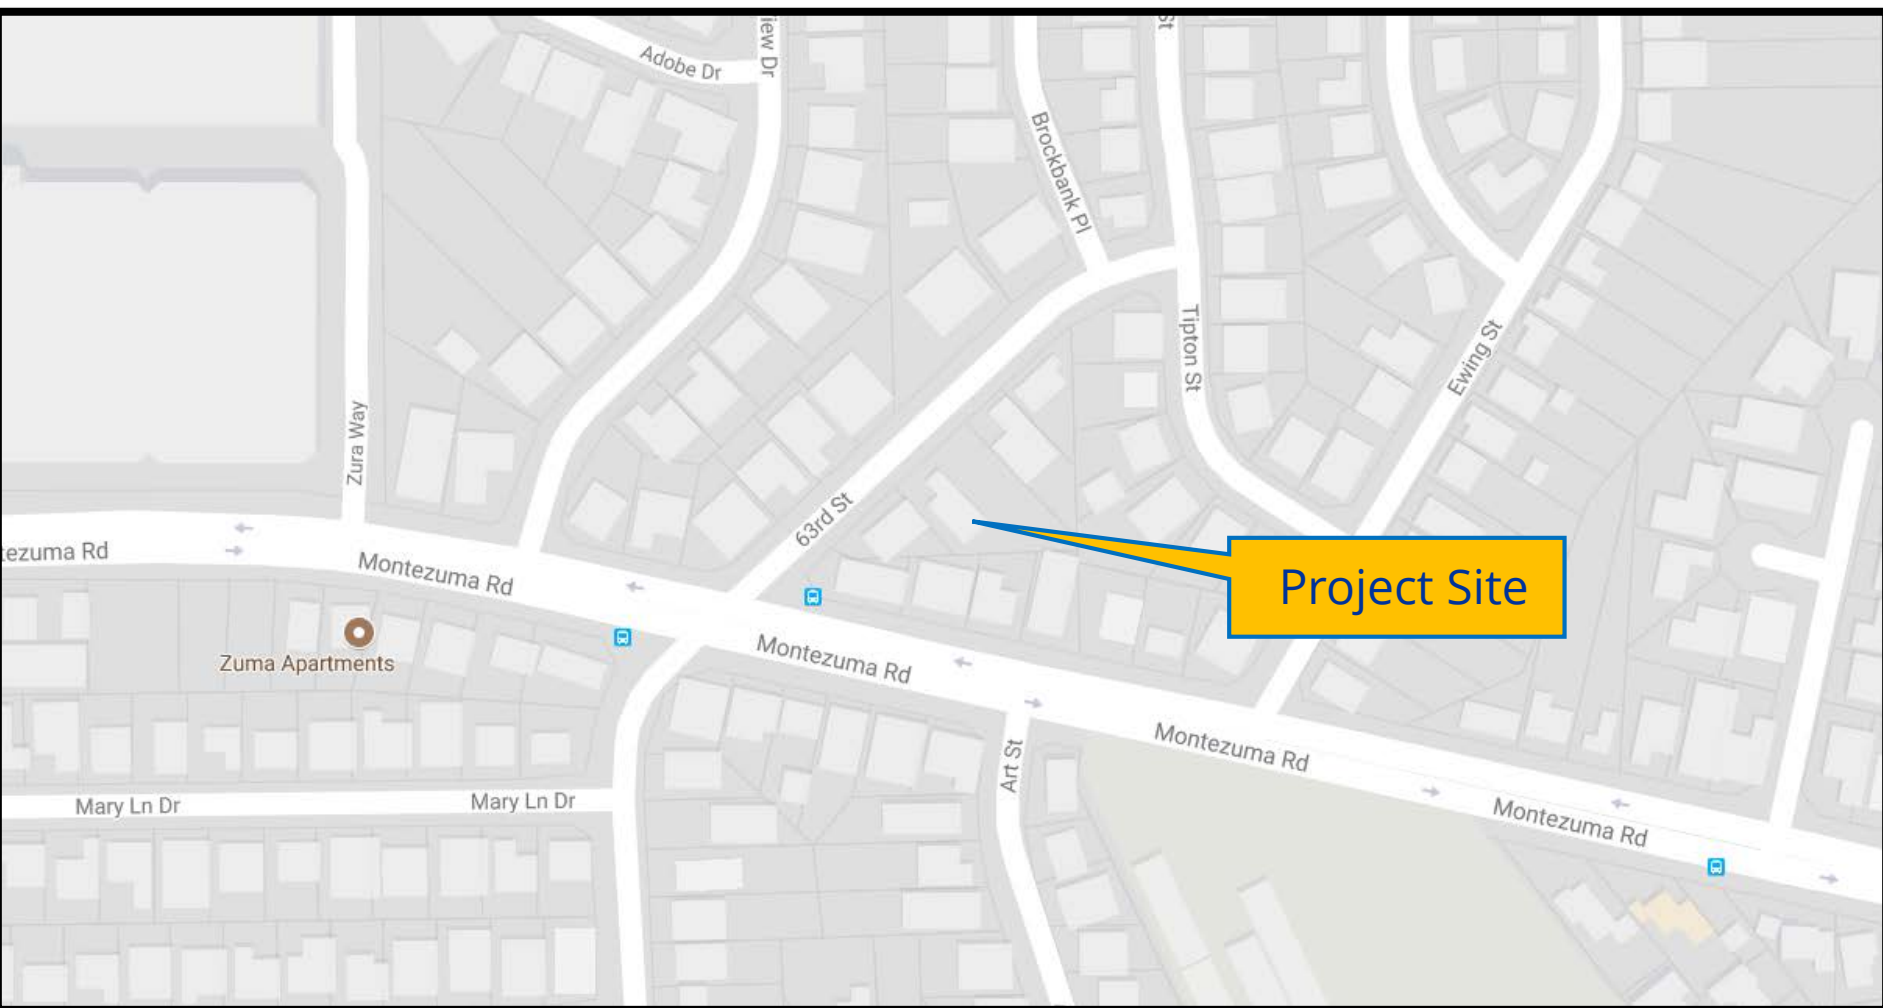 iew Dr
St
Adobe Dr
Brockbank Pl
Tipton St
Ewing St
Zura Way
63rd St
tezuma Rd
Montezuma Rd
Project Site
Zuma Apartments
Montezuma Rd
Art St
Montezuma Rd
Mary Ln Dr
Mary Ln Dr
Montezuma Rd